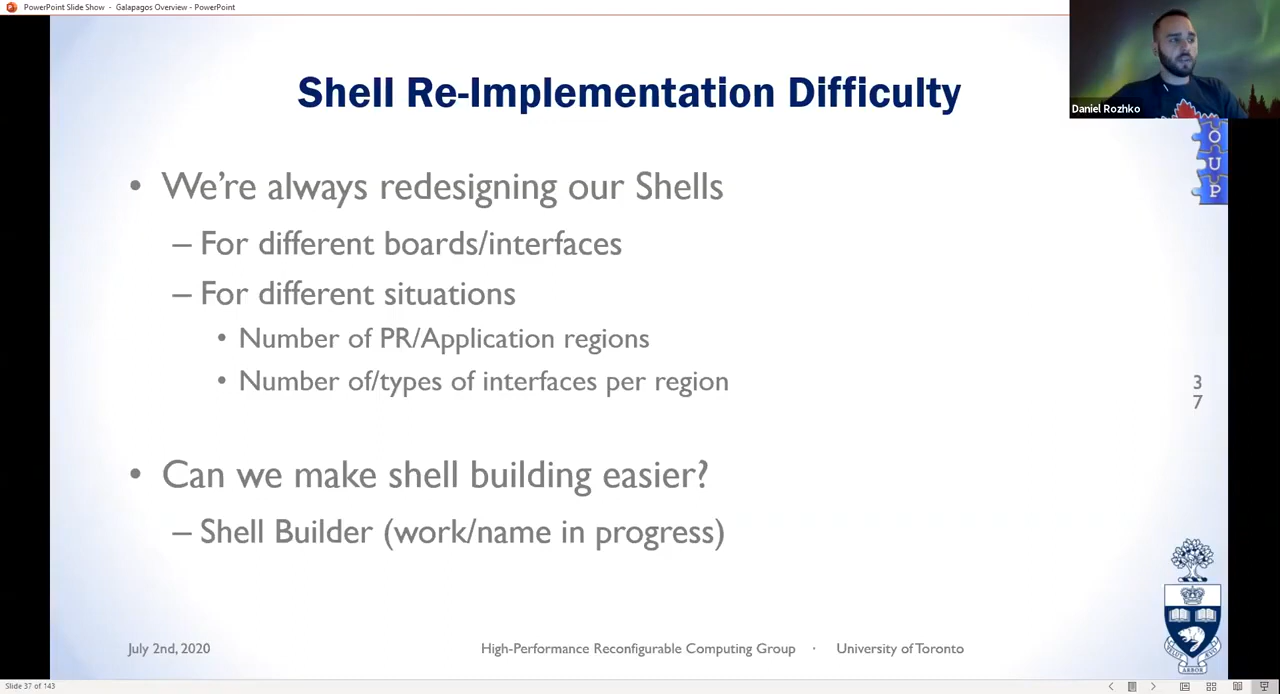 PowerPoint Slide Show - Galapagos Overview - PowerPoint
Daniel Rozhko
Shell Re-Implementation Difficulty
O
U
P
• We’re always redesigning our Shells
– For different boards/interfaces
– For different situations
• Number of PR/Application regions
• Number of/types of interfaces per region
3
7
• Can we make shell building easier?
– Shell Builder (work/name in progress)
July 2nd, 2020
High-Performance Reconfigurable Computing Group · University of Toronto
Slide 37 of 143